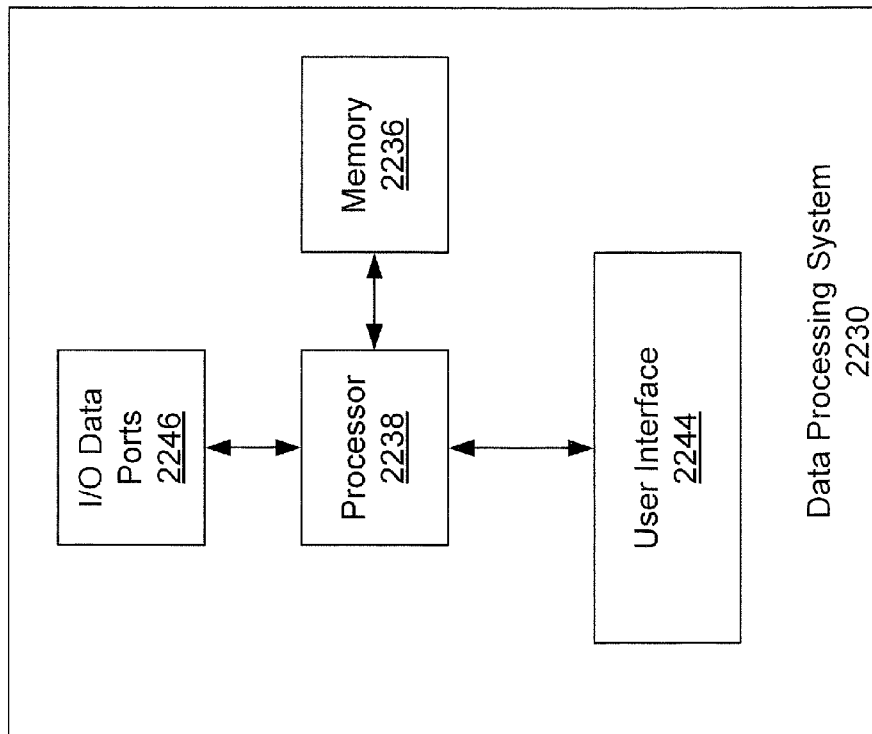 I/O Data
Ports
2246
Processor
2238
Memory
2236
User Interface
2244
Data Processing System
2230